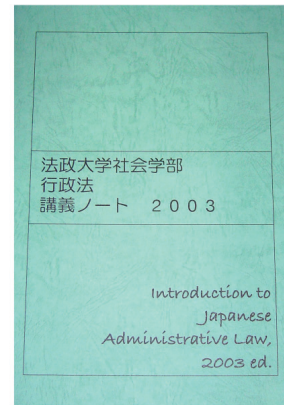 法政大学社会学部
行政法
講義ノート　２００３
Introduction to
Japanese
Administrative Law,
2003 ed.